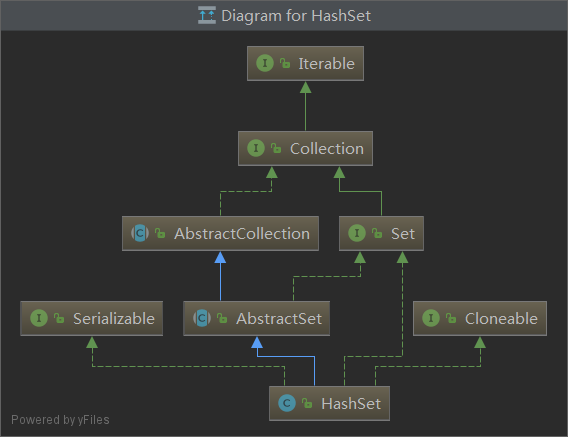 Diagram for HashSet
I Iterable
I Collection
C AbstractCollection
I Set
I Serializable
C AbstractSet
I Cloneable
C HashSet
Powered by yFiles